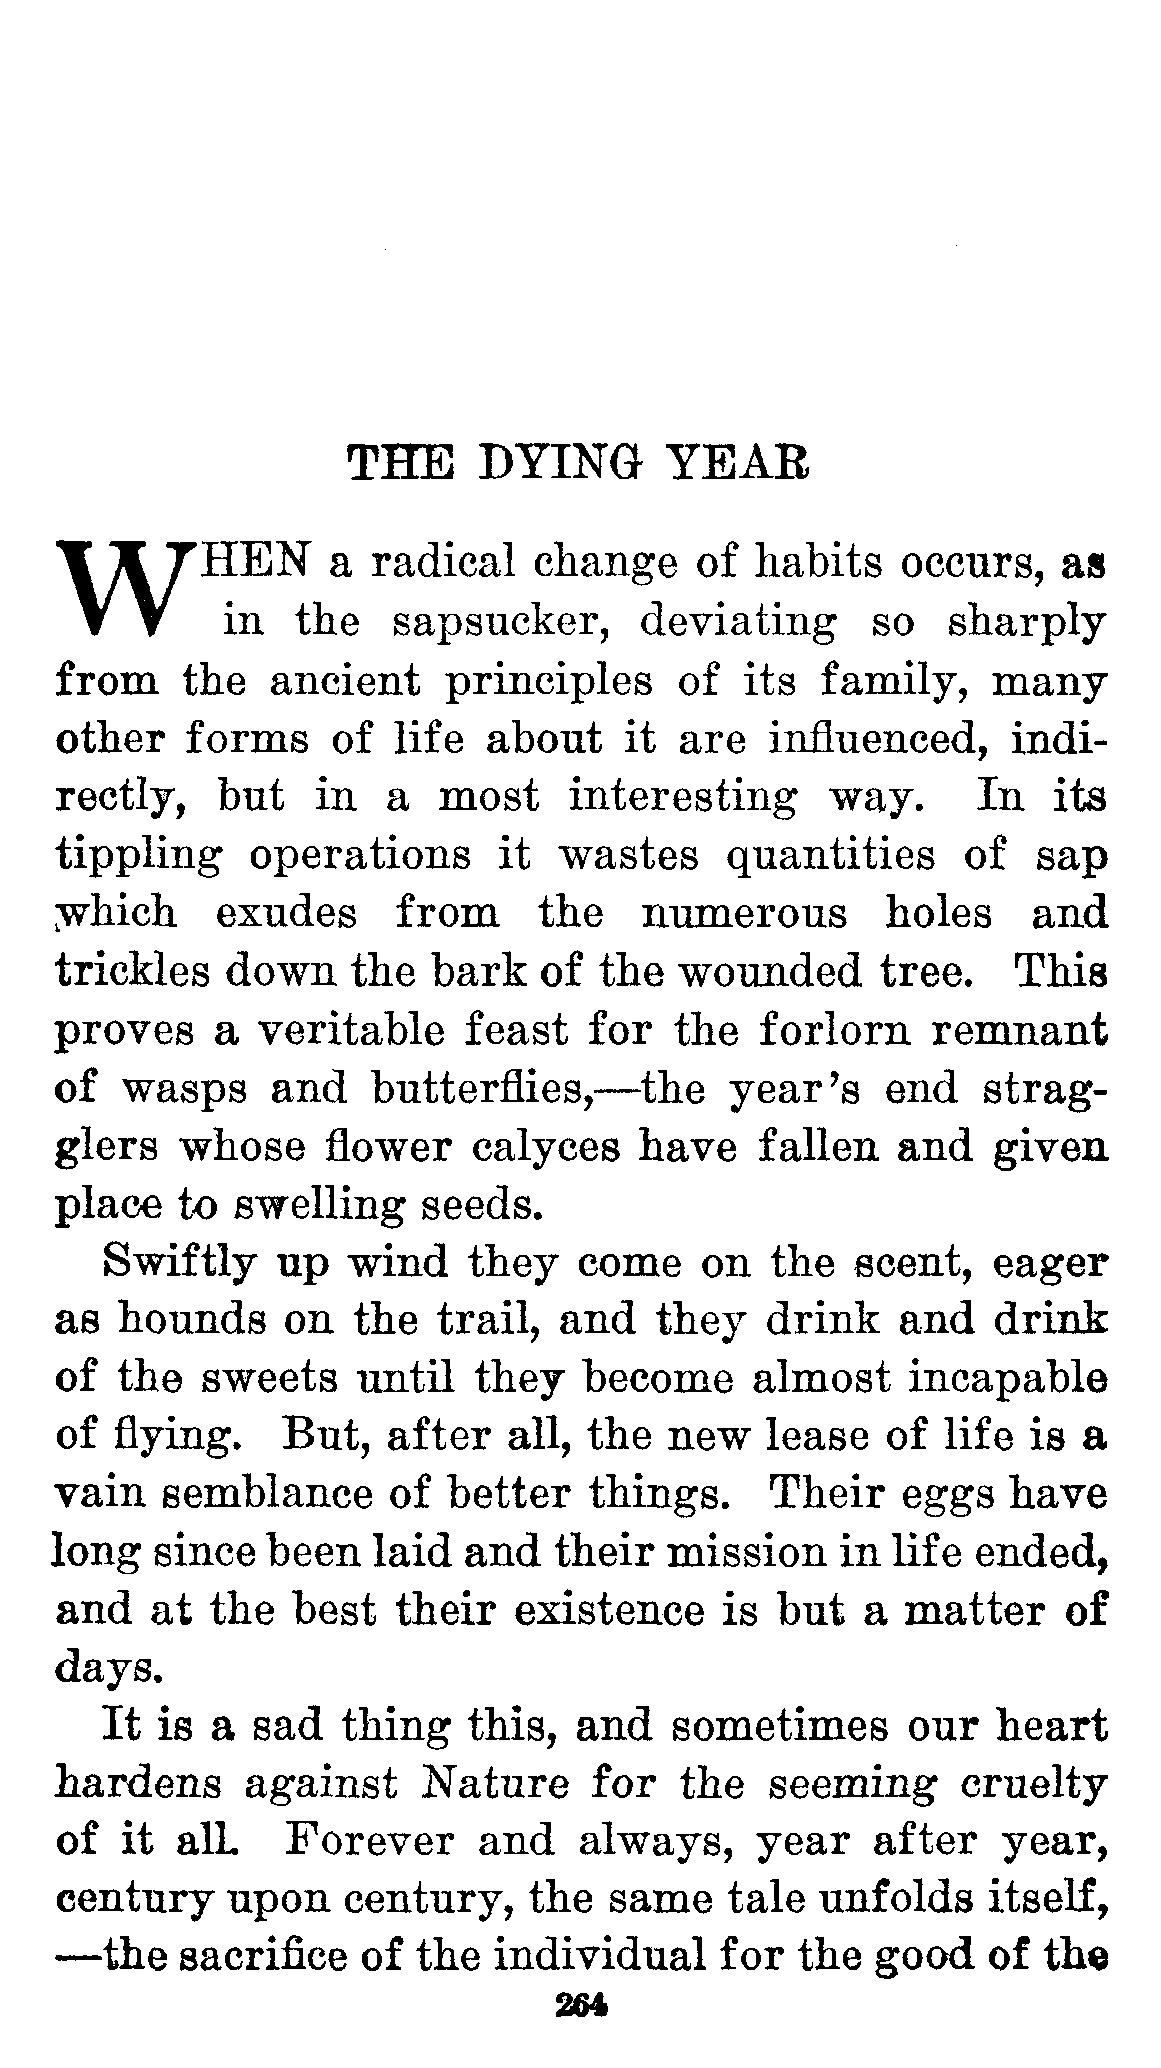 THE DYING YEAR
WHEN a radical change of habits occurs, as
in the sapsucker, deviating so sharply
from the ancient principles of its family, many
other forms of life about it are influenced, indi-
rectly, but in a most interesting way. In its
tippling operations it wastes quantities of sap
which exudes from the numerous holes and
trickles down the bark of the wounded tree. This
proves a veritable feast for the forlorn remnant
of wasps and butterflies,—the year's end strag-
glers whose flower calyces have fallen and given
place to swelling seeds.
Swiftly up wind they come on the scent, eager
as hounds on the trail, and they drink and drink
of the sweets until they become almost incapable
of flying. But, after all, the new lease of life is a
vain semblance of better things. Their eggs have
long since been laid and their mission in life ended,
and at the best their existence is but a matter of
days.
It is a sad thing this, and sometimes our heart
hardens against Nature for the seeming cruelty
of it all. Forever and always, year after year,
century upon century, the same tale unfolds itself,
—the sacrifice of the individual for the good of the
264